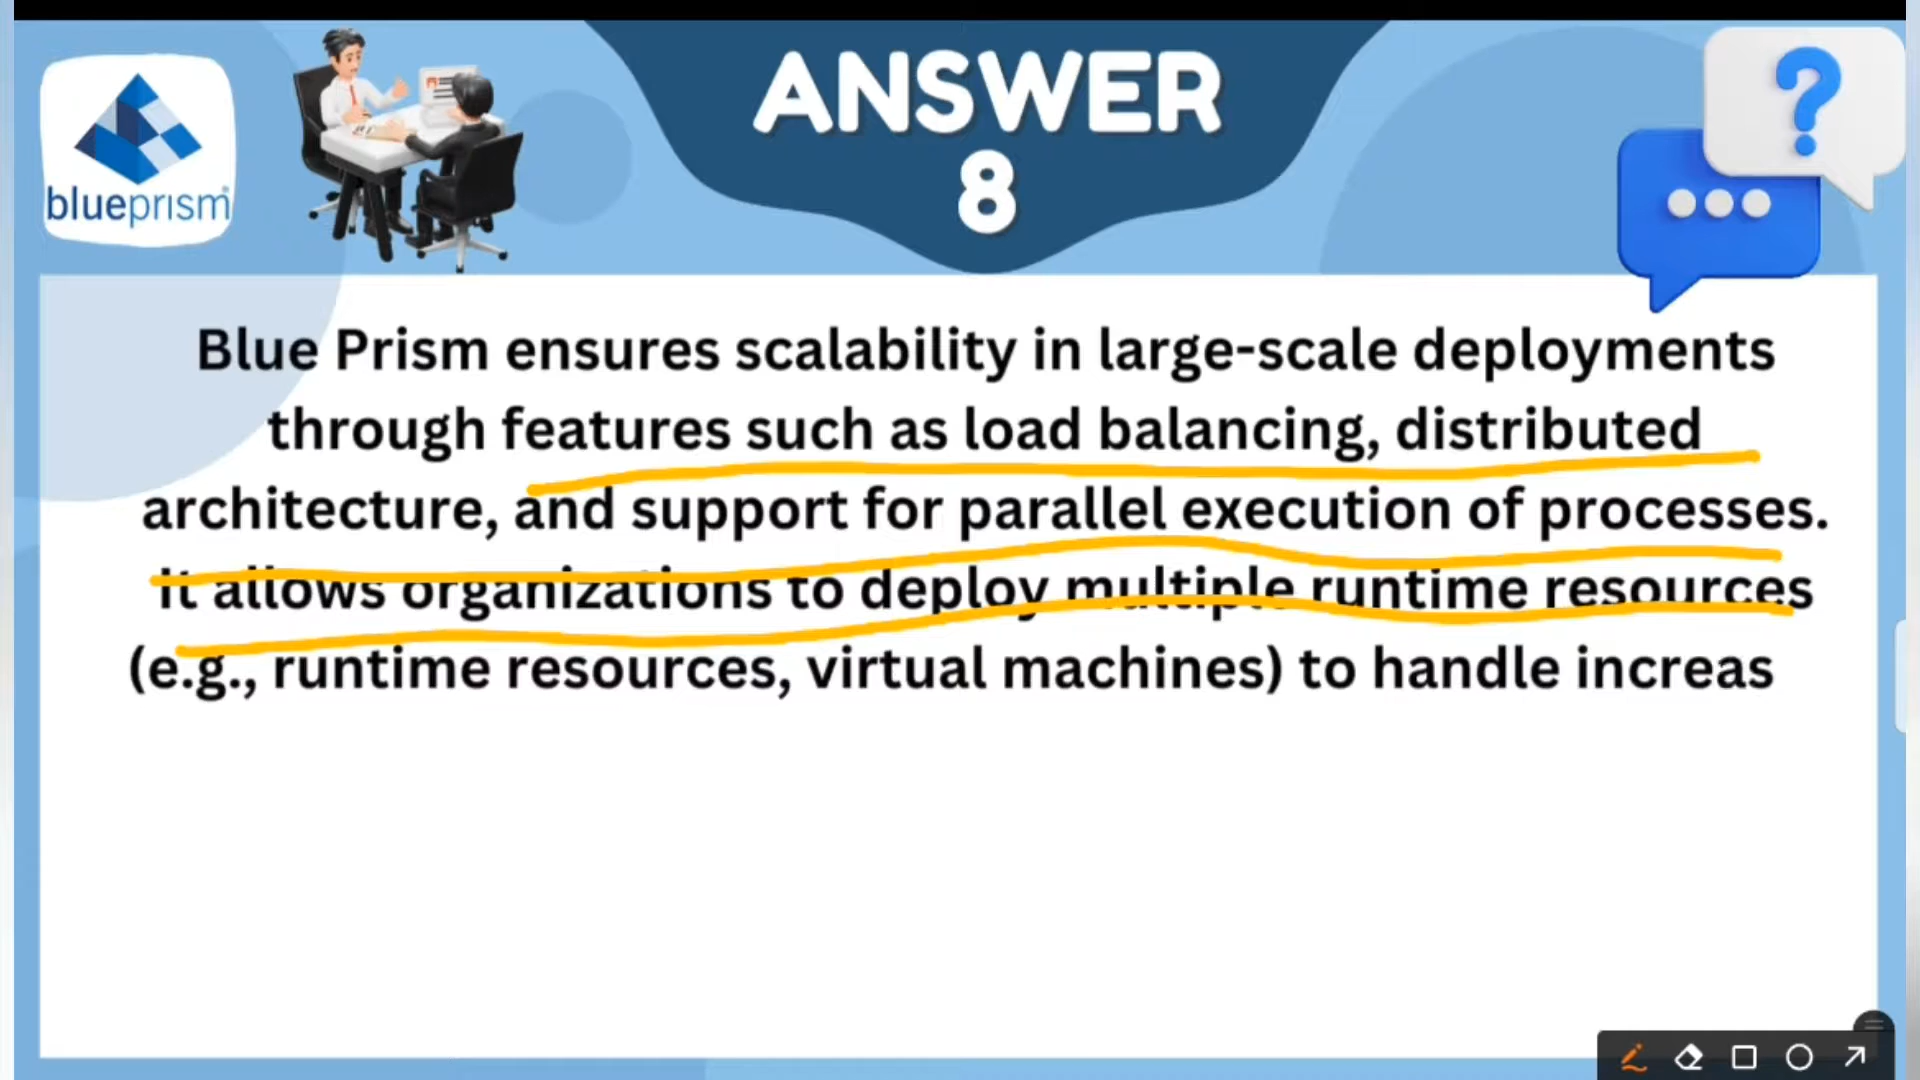 blueprism
ANSWER
8
?
Blue Prism ensures scalability in large-scale deployments
through features such as load balancing, distributed
architecture, and support for parallel execution of processes.
It allows organizations to deploy multiple runtime resources
(e.g., runtime resources, virtual machines) to handle increas